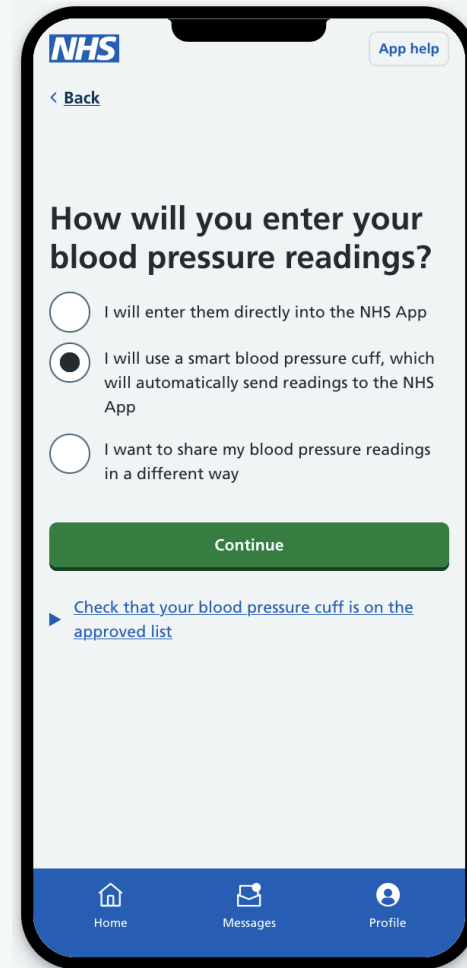 NHS
App help
Back
How will you enter your
blood pressure readings?
I will enter them directly into the NHS App
I will use a smart blood pressure cuff, which
will automatically send readings to the NHS
App
I want to share my blood pressure readings
in a different way
Continue
Check that your blood pressure cuff is on the
approved list
Home
Messages
Profile